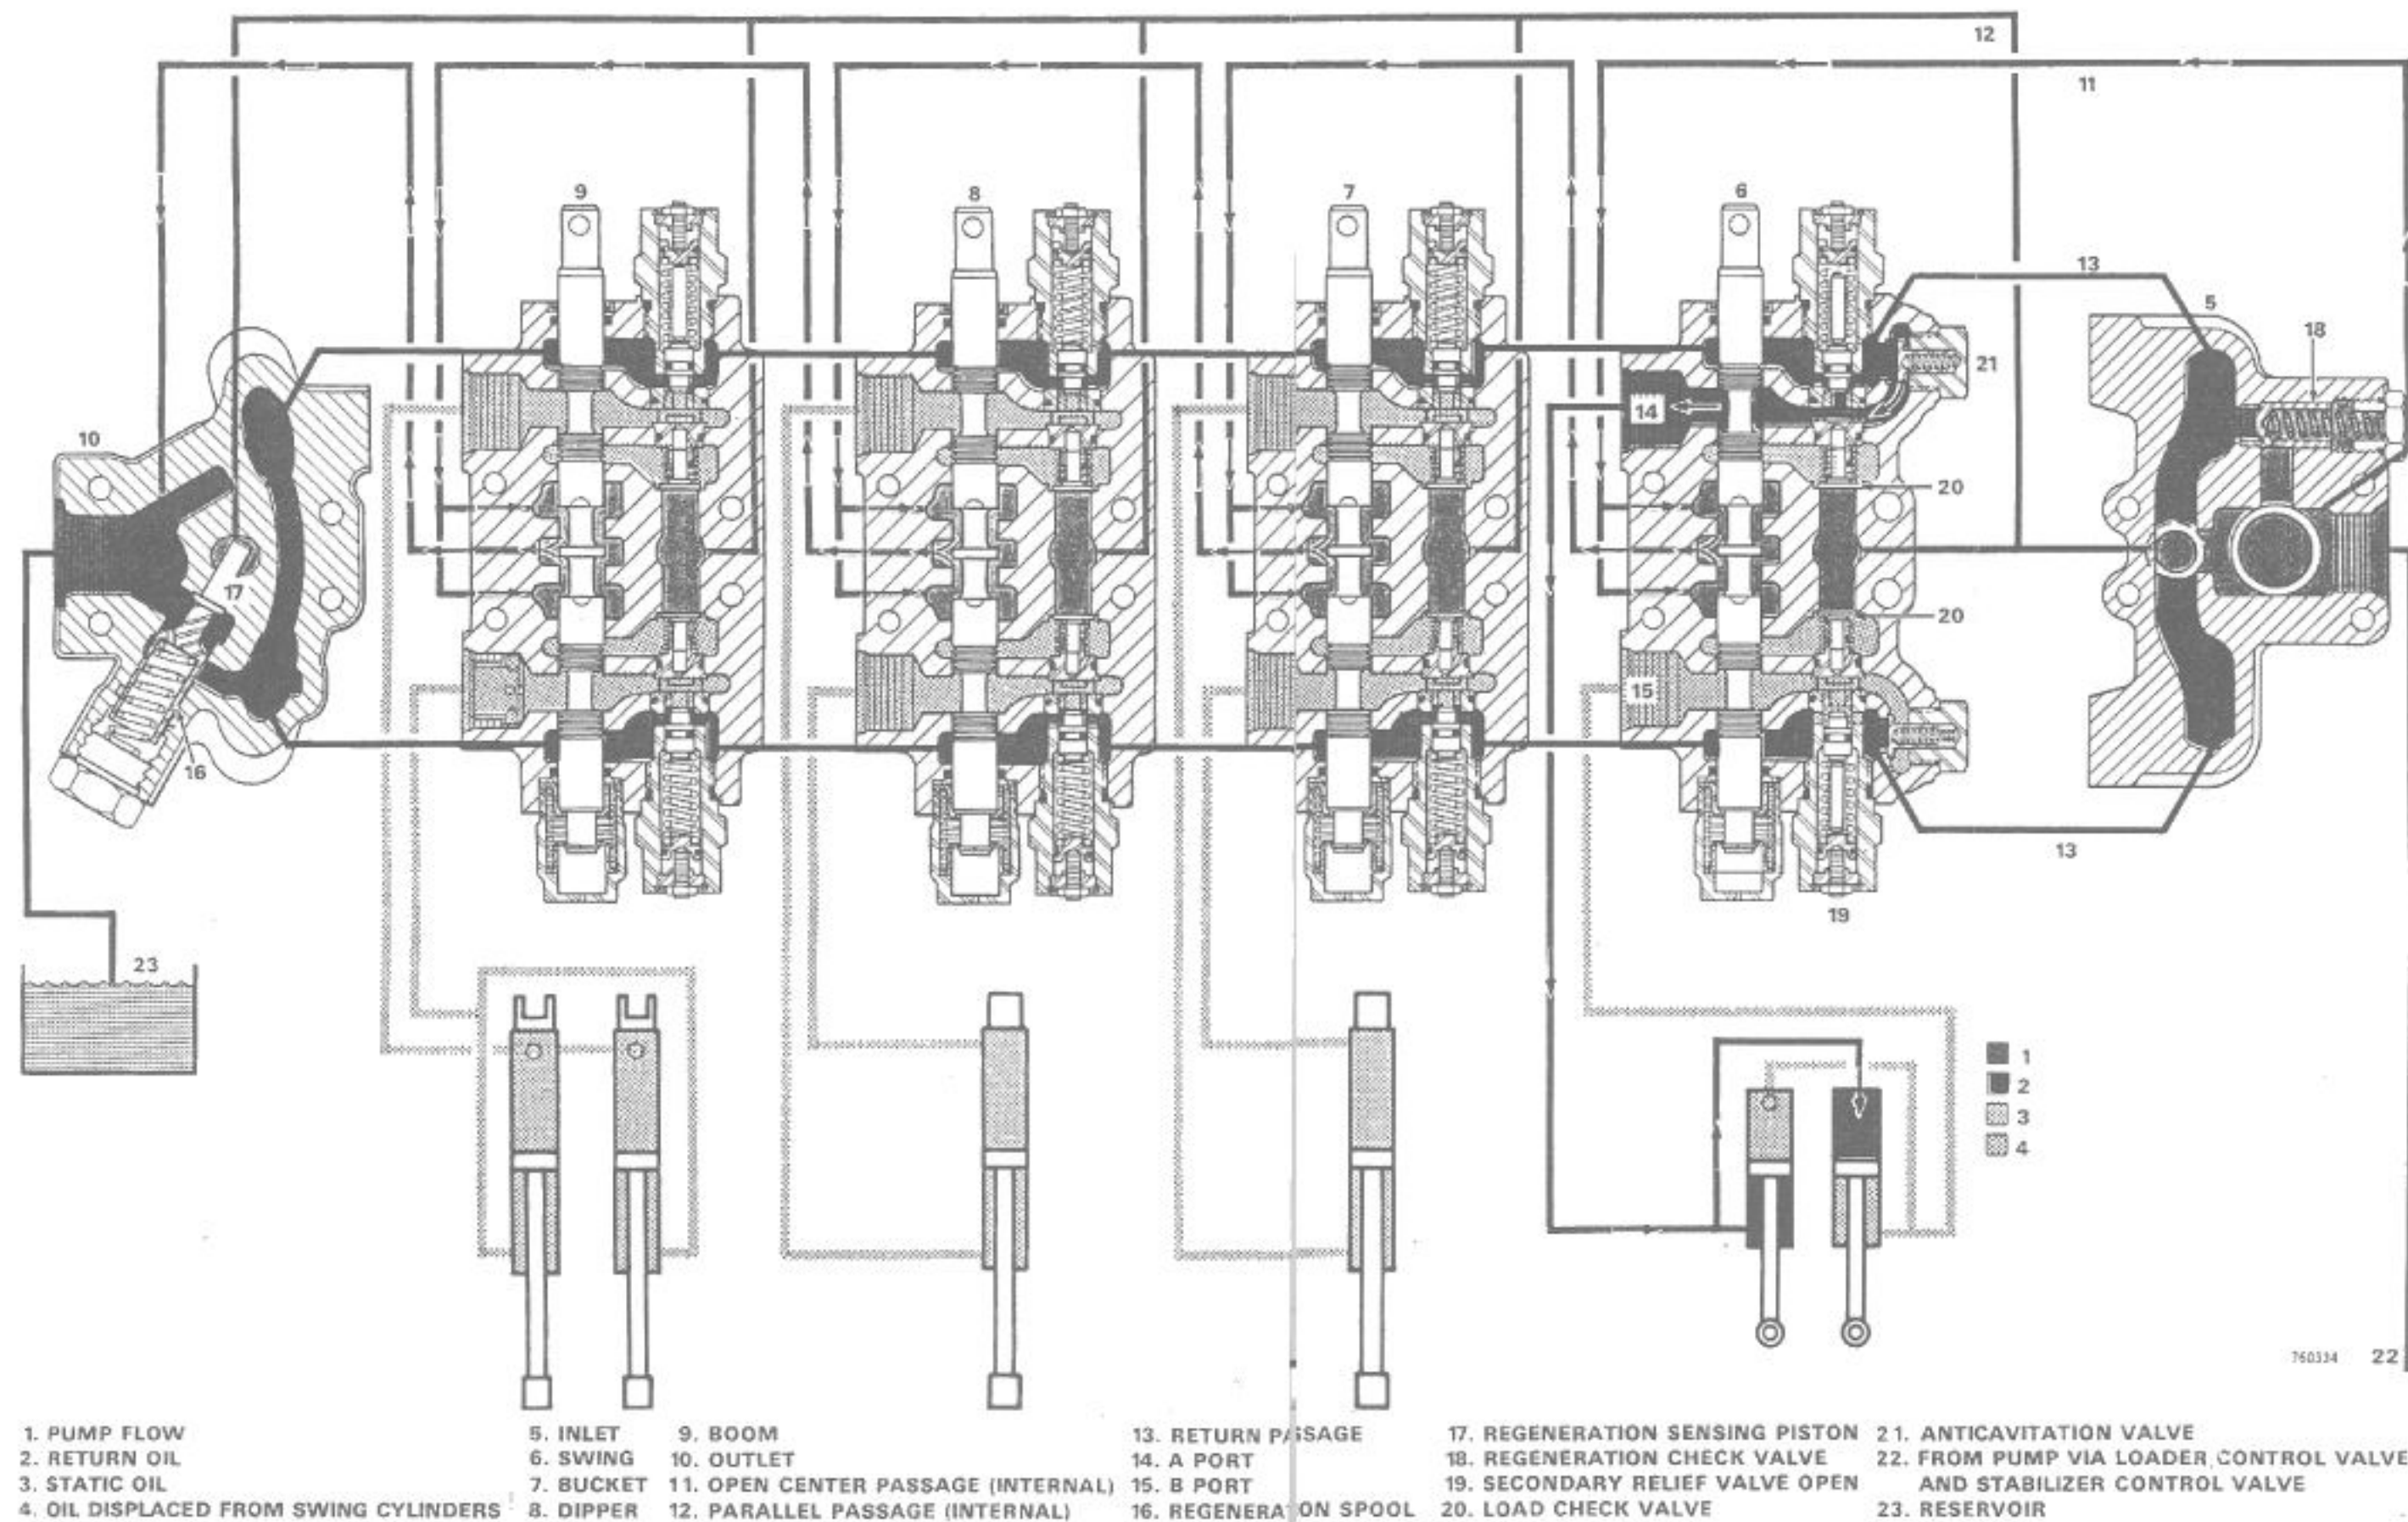 12
11
9
8
7
6
13
5
18
21
14
10
20
17
20
15
16
13
19
23
1
2
3
4
760334 22
1. PUMP FLOW
2. RETURN OIL
3. STATIC OIL
4. OIL DISPLACED FROM SWING CYLINDERS
5. INLET
6. SWING
7. BUCKET
8. DIPPER
9. BOOM
10. OUTLET
11. OPEN CENTER PASSAGE (INTERNAL)
12. PARALLEL PASSAGE (INTERNAL)
13. RETURN PASSAGE
14. A PORT
15. B PORT
16. REGENERATION SPOOL
17. REGENERATION SENSING PISTON
18. REGENERATION CHECK VALVE
19. SECONDARY RELIEF VALVE OPEN
20. LOAD CHECK VALVE
21. ANTICAVITATION VALVE
22. FROM PUMP VIA LOADER CONTROL VALVE
AND STABILIZER CONTROL VALVE
23. RESERVOIR